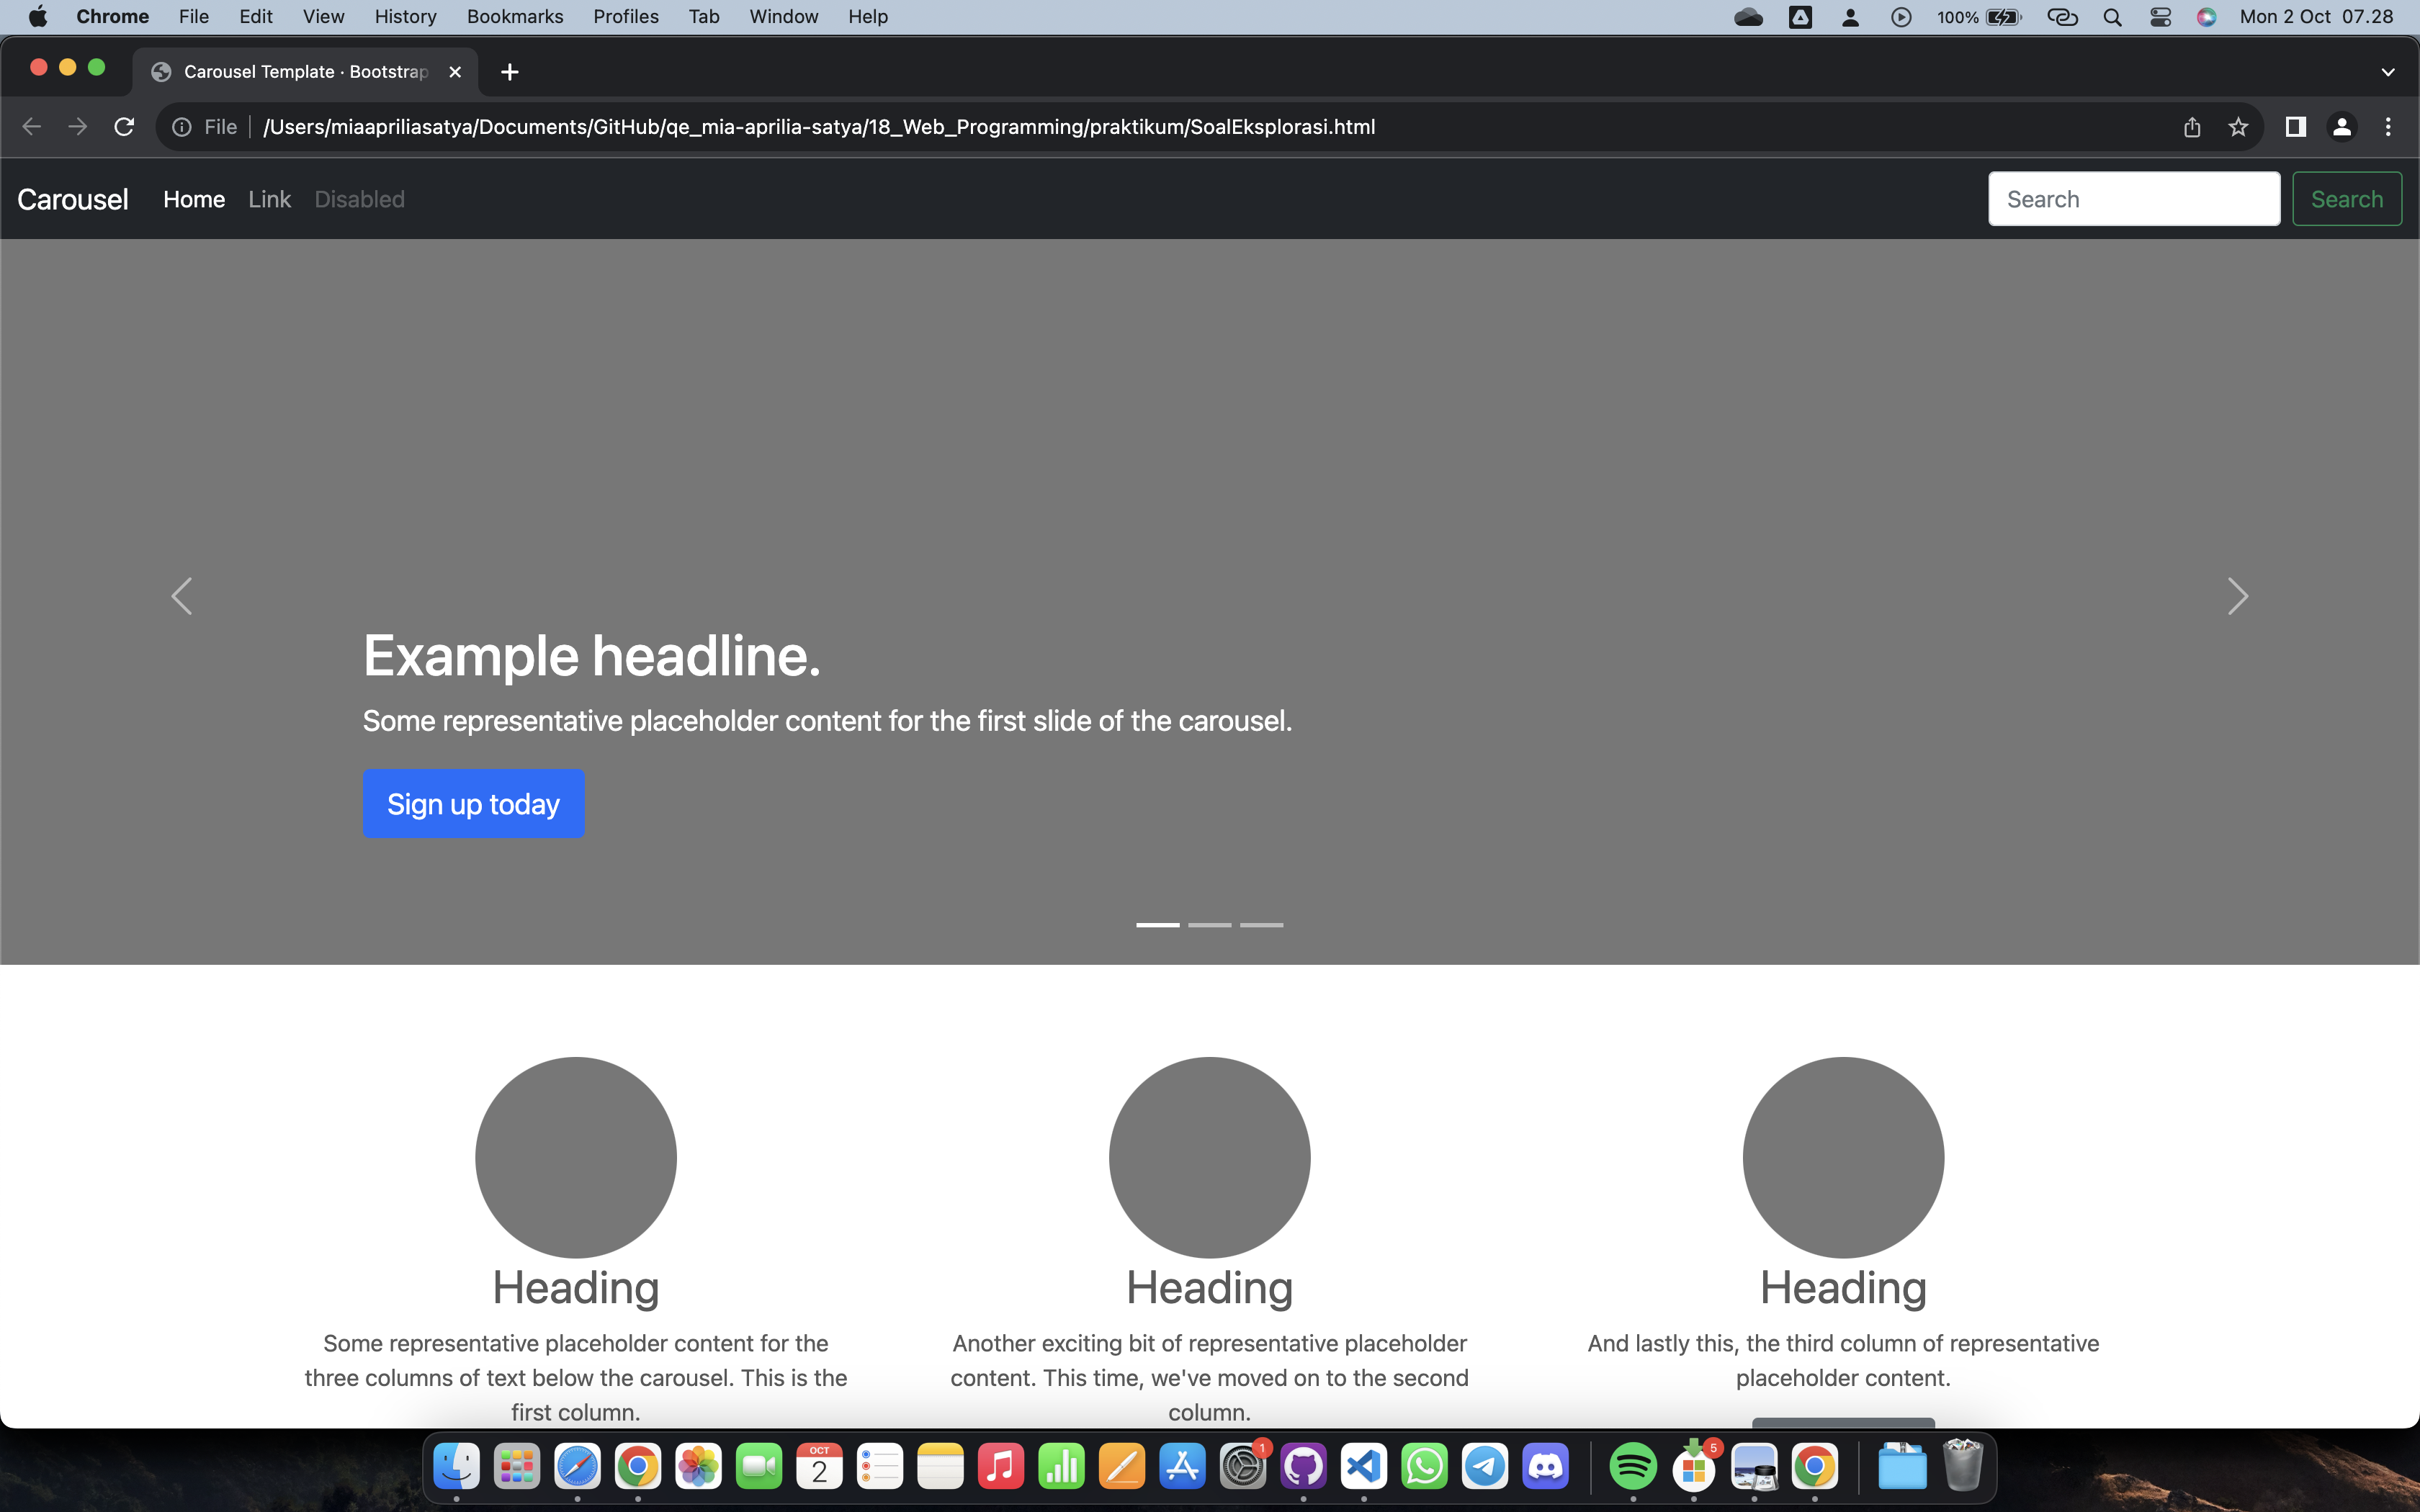 Chrome File Edit View History Bookmarks Profiles Tab Window Help 100% Mon 2 Oct 07.28
Carousel Template · Bootstrap
File /Users/miaapriliasatya/Documents/GitHub/qe_mia-aprilia-satya/18_Web_Programming/praktikum/SoalEksplorasi.html
Carousel Home Link Disabled Search Search
Example headline.
Some representative placeholder content for the first slide of the carousel.
Sign up today
Heading
Some representative placeholder content for the
three columns of text below the carousel. This is the
first column.
Heading
Another exciting bit of representative placeholder
content. This time, we've moved on to the second
column.
Heading
And lastly this, the third column of representative
placeholder content.
OCT
2
1
5